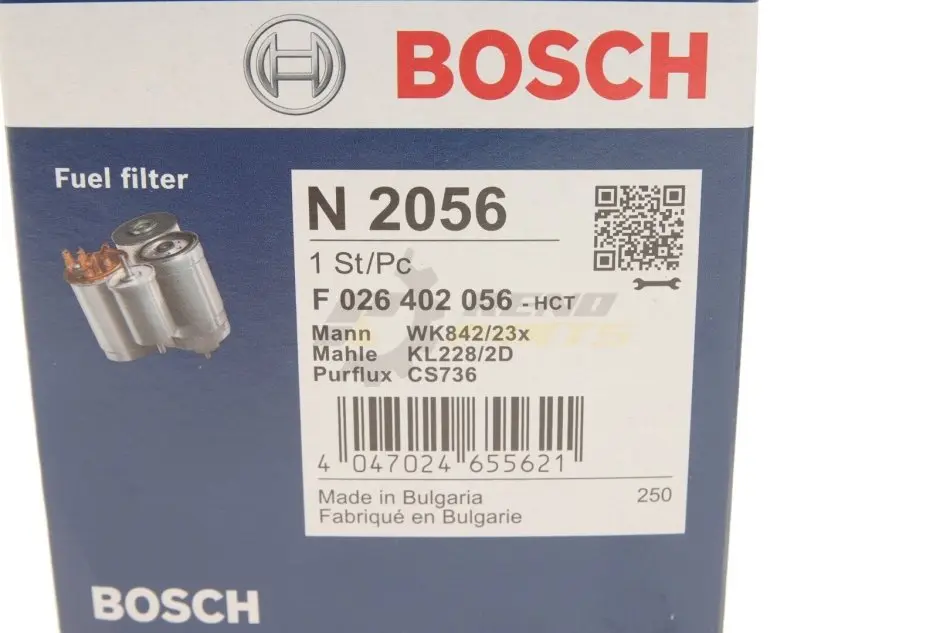 BOSCH
Fuel filter
N 2056
1 St/Pc
F 026 402 056 - HCT
Mann WK842/23x
Mahle KL228/2D
Purflux CS736
4 047024 655621
Made in Bulgaria
250
Fabriqué en Bulgarie
BOSCH